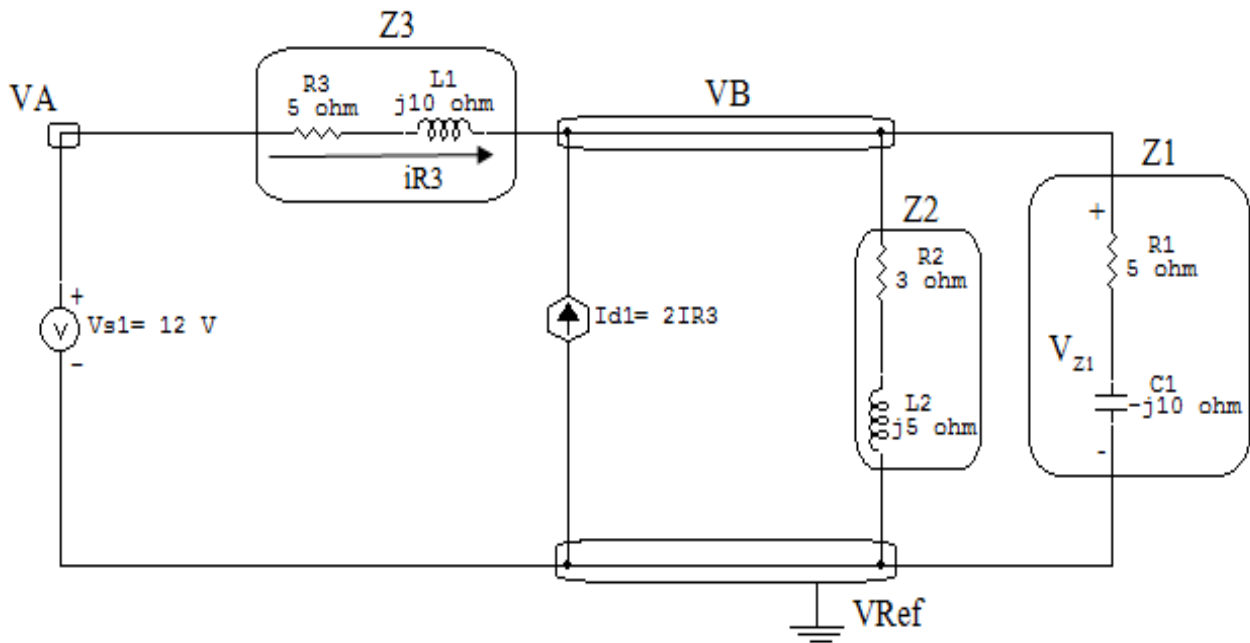 Z3
R3
5 ohm
L1
j10 ohm
iR3
VA
VB
Z1
Z2
+
R1
5 ohm
R2
3 ohm
+
V
Vs1= 12 V
-
Id1= 2IR3
VZ1
C1
-j10 ohm
L2
j5 ohm
-
VRef